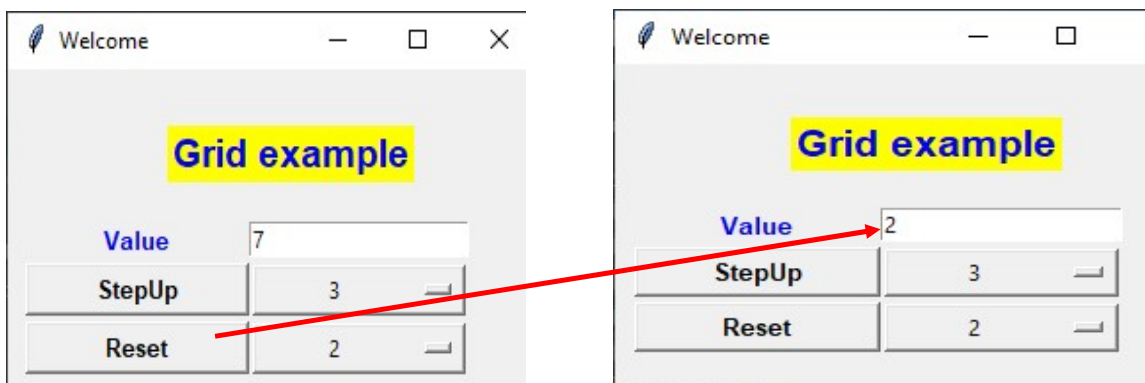 Welcome
Grid example
Value 7
StepUp 3
Reset 2
Welcome
Grid example
Value 2
StepUp 3
Reset 2